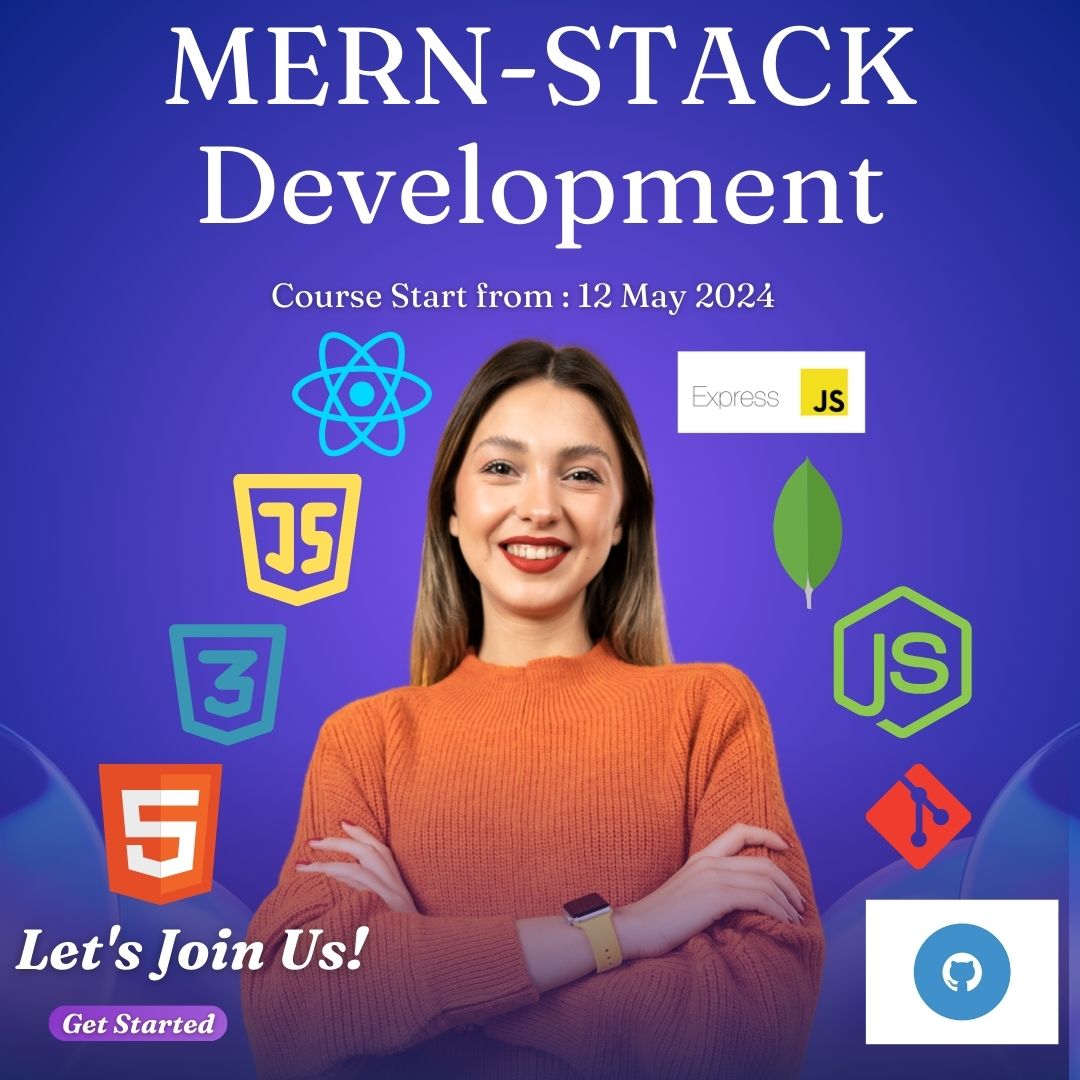 MERN-STACK
Development
Course Start from : 12 May 2024
Express JS
JS
3
JS
5
Let's Join Us!
Get Started